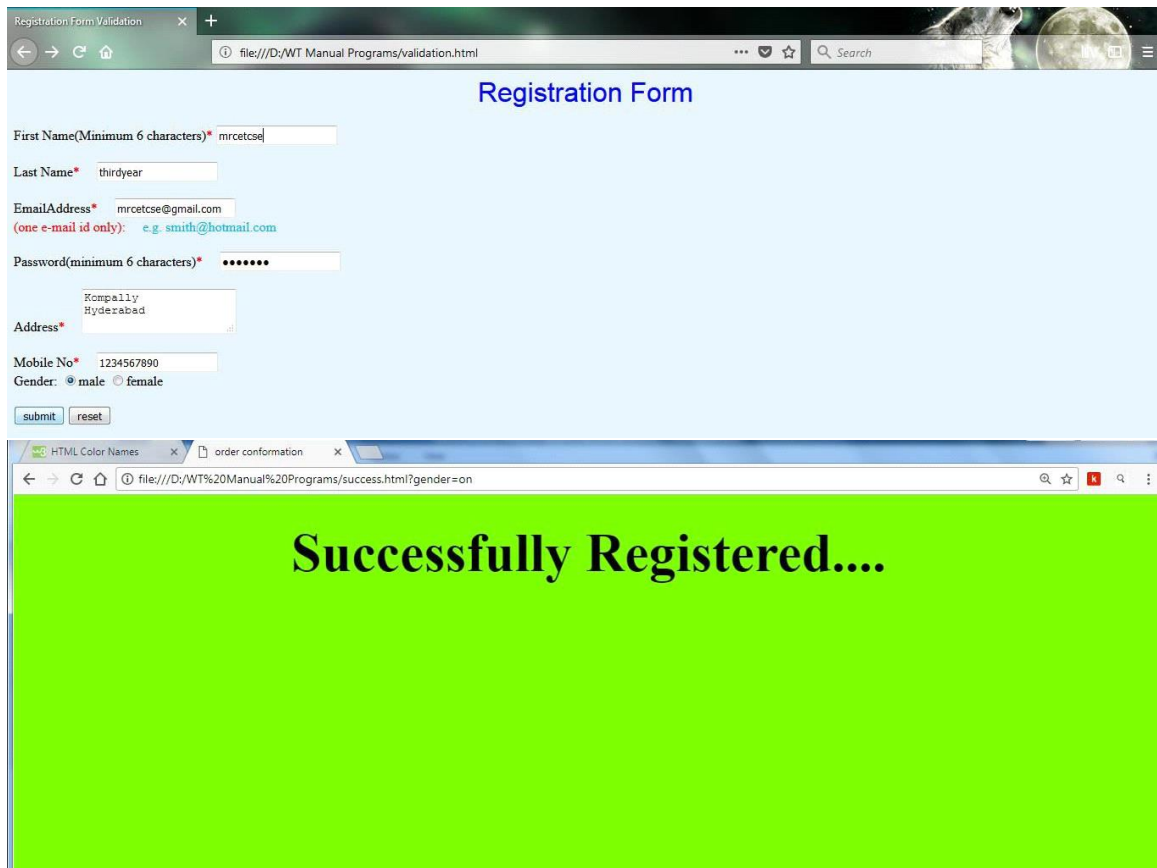 Registration Form Validation × +
file:///D:/WT Manual Programs/validation.html ••• Search
Registration Form
First Name(Minimum 6 characters)* mrcetcse
Last Name* thirdyear
EmailAddress* mrcetcse@gmail.com
(one e-mail id only): e.g. smith@hotmail.com
Password(minimum 6 characters)* •••••••
Kompally
Hyderabad
Address*
Mobile No* 1234567890
Gender: male female
submit reset
HTML Color Names × order conformation ×
file:///D:/WT%20Manual%20Programs/success.html?gender=on k
Successfully Registered....